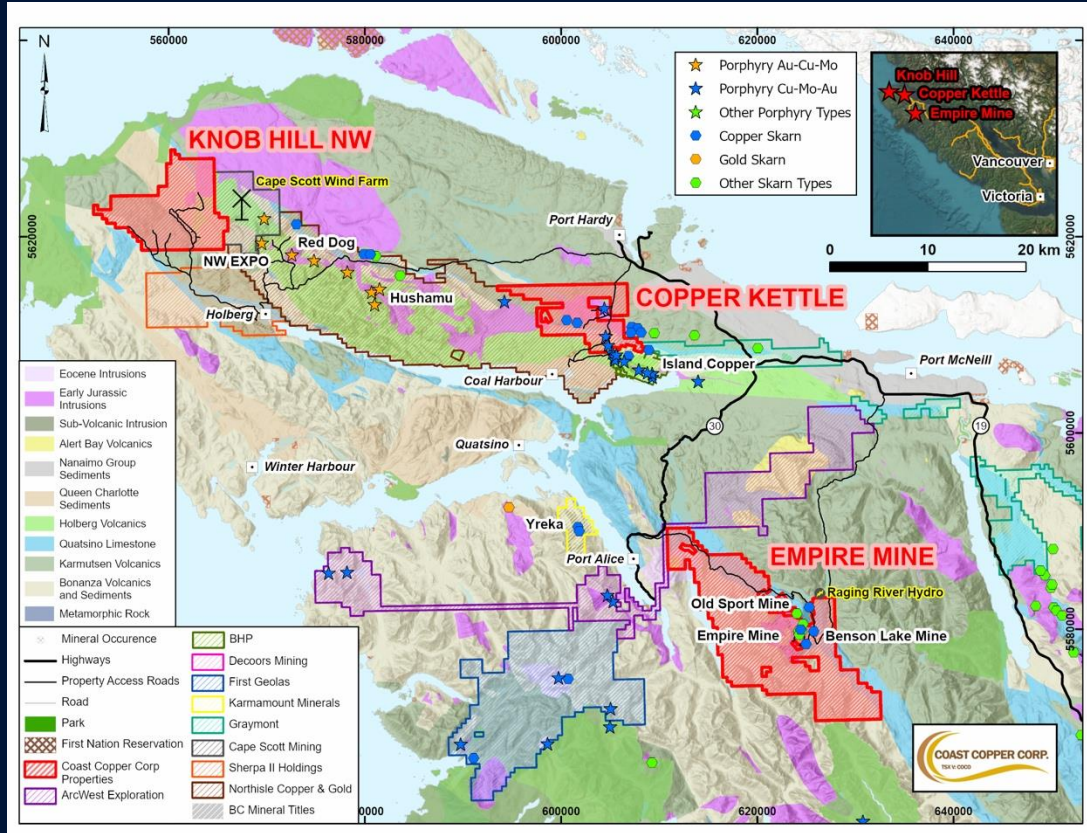 560000
580000
600000
620000
640000
N
Porphyry Au-Cu-Mo
Porphyry Cu-Mo-Au
Other Porphyry Types
Copper Skarn
Gold Skarn
Other Skarn Types
Knob Hill
Copper Kettle
Empire Mine
Vancouver
Victoria
0 10 20 km
KNOB HILL NW
Cape Scott Wind Farm
Port Hardy
5620000
5620000
Red Dog
NW EXPO
Hushamu
COPPER KETTLE
Holberg
Island Copper
Port McNeill
Coal Harbour
30
19
5600000
Quatsino
Winter Harbour
Yreka
Port Alice
EMPIRE MINE
Raging River Hydro
Old Sport Mine
Empire Mine
Benson Lake Mine
5580000
Eocene Intrusions
Early Jurassic
Intrusions
Sub-Volcanic Intrusion
Alert Bay Volcanics
Nanaimo Group
Sediments
Queen Charlotte
Sediments
Holberg Volcanics
Quatsino Limestone
Karmutsen Volcanics
Bonanza Volcanics
and Sediments
Metamorphic Rock
Mineral Occurence
Highways
Property Access Roads
Road
Park
First Nation Reservation
Coast Copper Corp
Properties
ArcWest Exploration
BHP
Decoors Mining
First Geolas
Karnamount Minerals
Graymont
Cape Scott Mining
Sherpa II Holdings
Northisle Copper & Gold
BC Mineral Titles
COAST COPPER CORP.
TSX V: COCO
600000
620000
640000